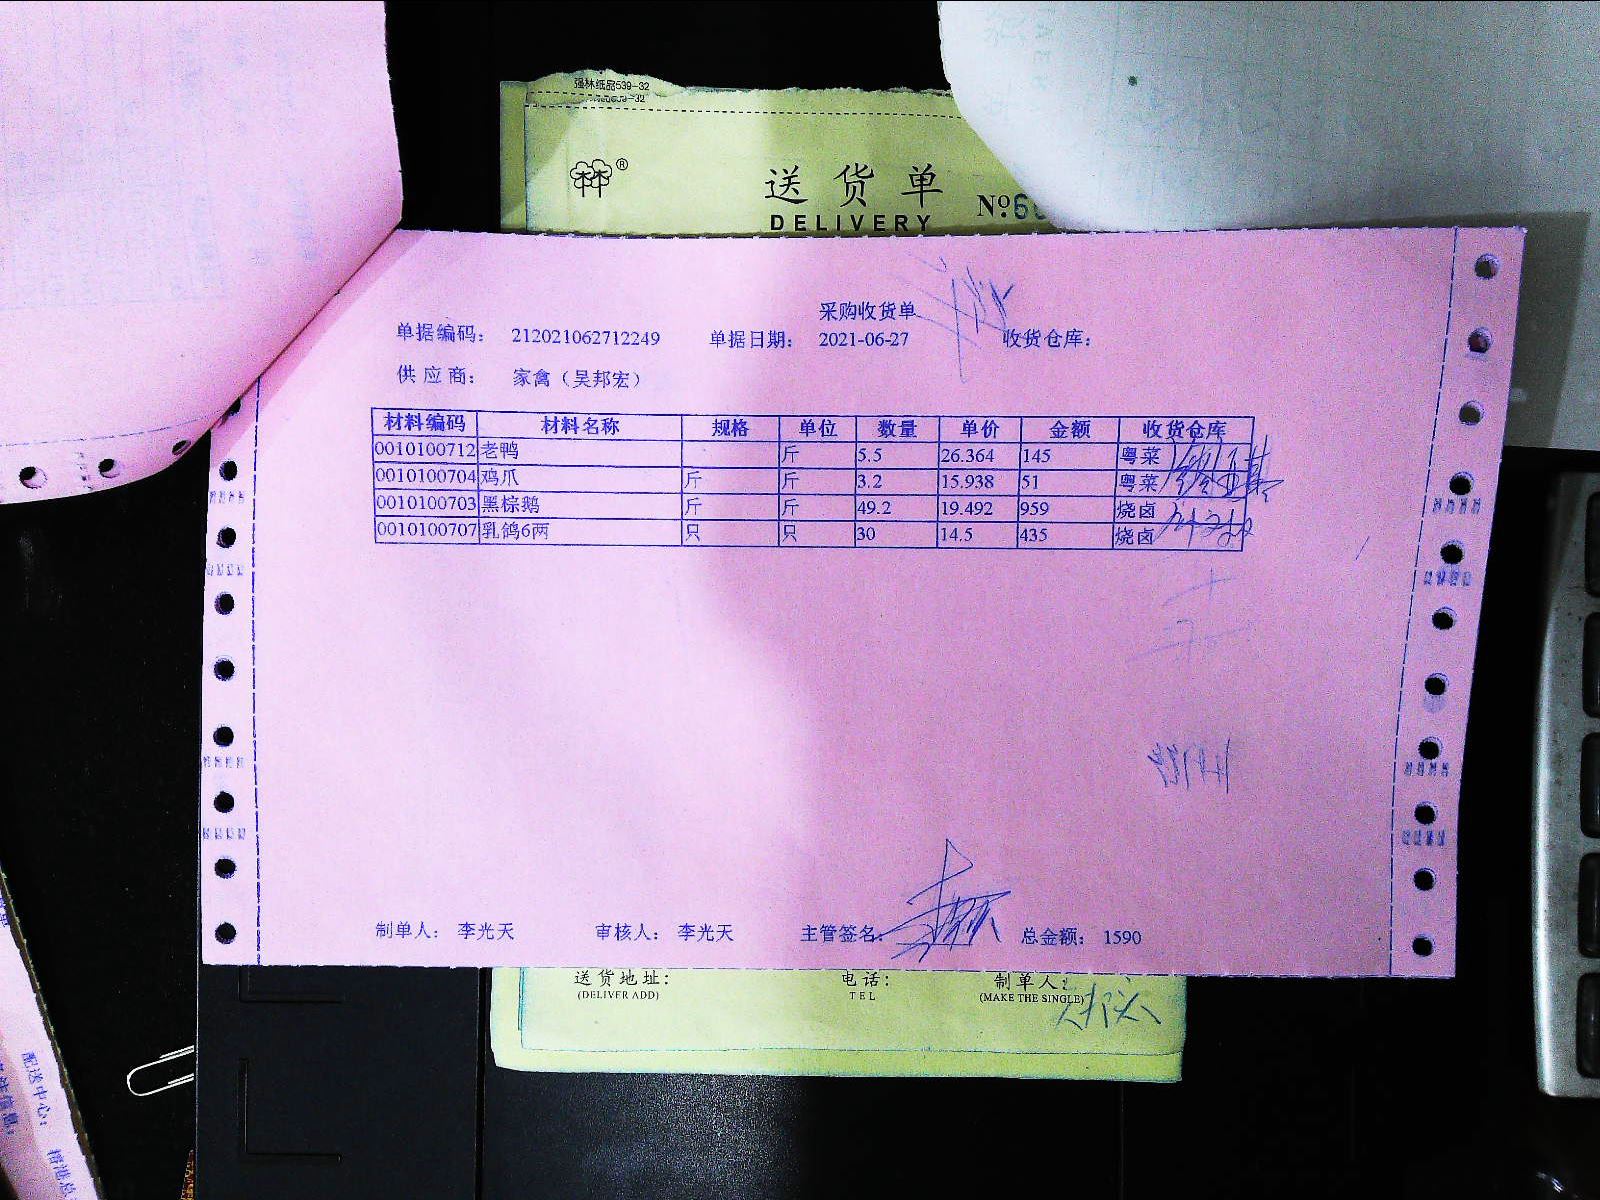 强林纸品539-32
送货单
DELIVERY
采购收货单
单据编码： 212021062712249 单据日期： 2021-06-27 收货仓库：
供应商： 家禽（吴邦宏）
材料编码 材料名称 规格 单位 数量 单价 金额 收货仓库
0010100712 老鸭 斤 5.5 26.364 145 粤菜
0010100704 鸡爪 斤 斤 3.2 15.938 51 粤菜
0010100703 黑棕鹅 斤 斤 49.2 19.492 959 烧卤
0010100707 乳鸽6两 只 只 30 14.5 435 烧卤
制单人： 李光天 审核人： 李光天 主管签名： 总金额： 1590
送货地址： 电话： 制单人：
(DELIVER ADD) TEL (MAKE THE SINGLE)
配送中心：